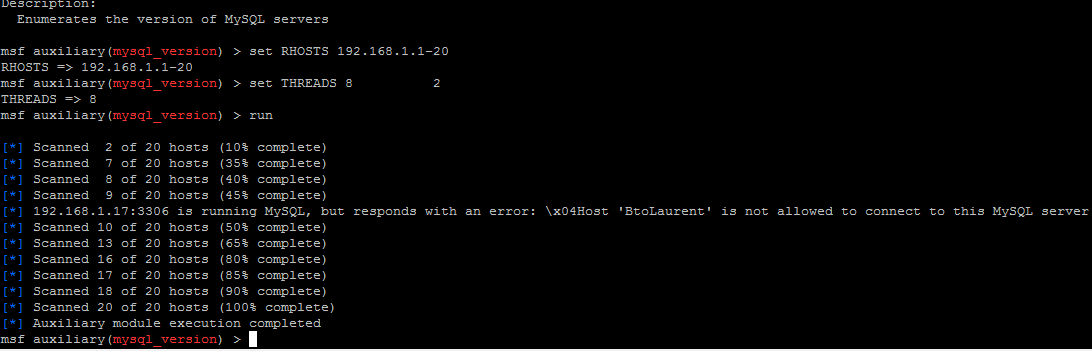 Description:
  Enumerates the version of MySQL servers
msf auxiliary(mysql_version) > set RHOSTS 192.168.1.1-20
RHOSTS => 192.168.1.1-20
msf auxiliary(mysql_version) > set THREADS 8          2
THREADS => 8
msf auxiliary(mysql_version) > run
[*] Scanned  2 of 20 hosts (10% complete)
[*] Scanned  7 of 20 hosts (35% complete)
[*] Scanned  8 of 20 hosts (40% complete)
[*] Scanned  9 of 20 hosts (45% complete)
[*] 192.168.1.17:3306 is running MySQL, but responds with an error: \x04Host 'BtoLaurent' is not allowed to connect to this MySQL server
[*] Scanned 10 of 20 hosts (50% complete)
[*] Scanned 13 of 20 hosts (65% complete)
[*] Scanned 16 of 20 hosts (80% complete)
[*] Scanned 17 of 20 hosts (85% complete)
[*] Scanned 18 of 20 hosts (90% complete)
[*] Scanned 20 of 20 hosts (100% complete)
[*] Auxiliary module execution completed
msf auxiliary(mysql_version) >